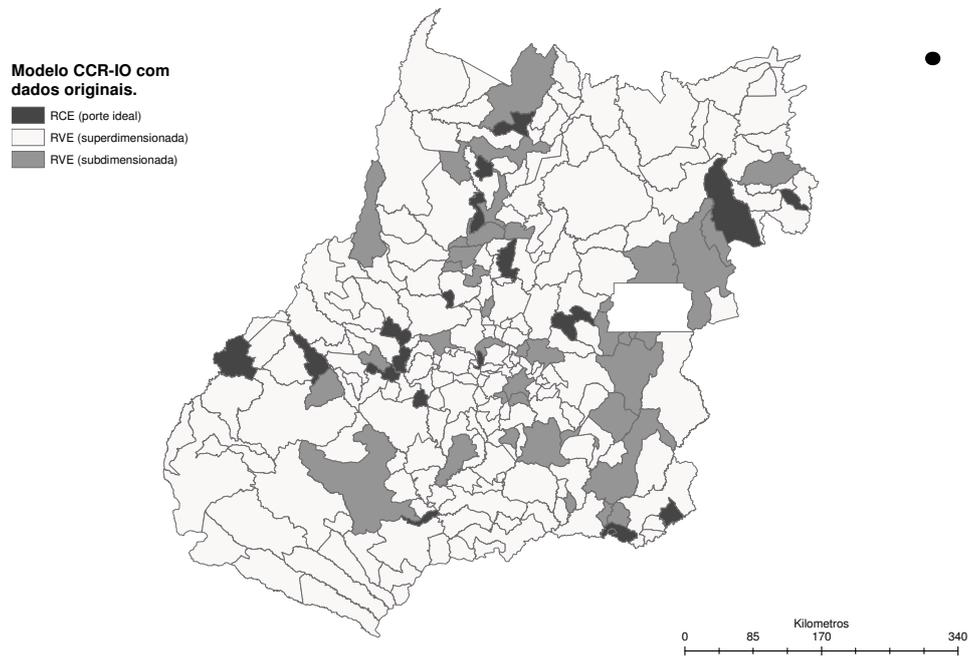 Modelo CCR-IO com
dados originais.
RCE (porte ideal)
RVE (superdimensionada)
RVE (subdimensionada)
Kilometros
0 85 170 340